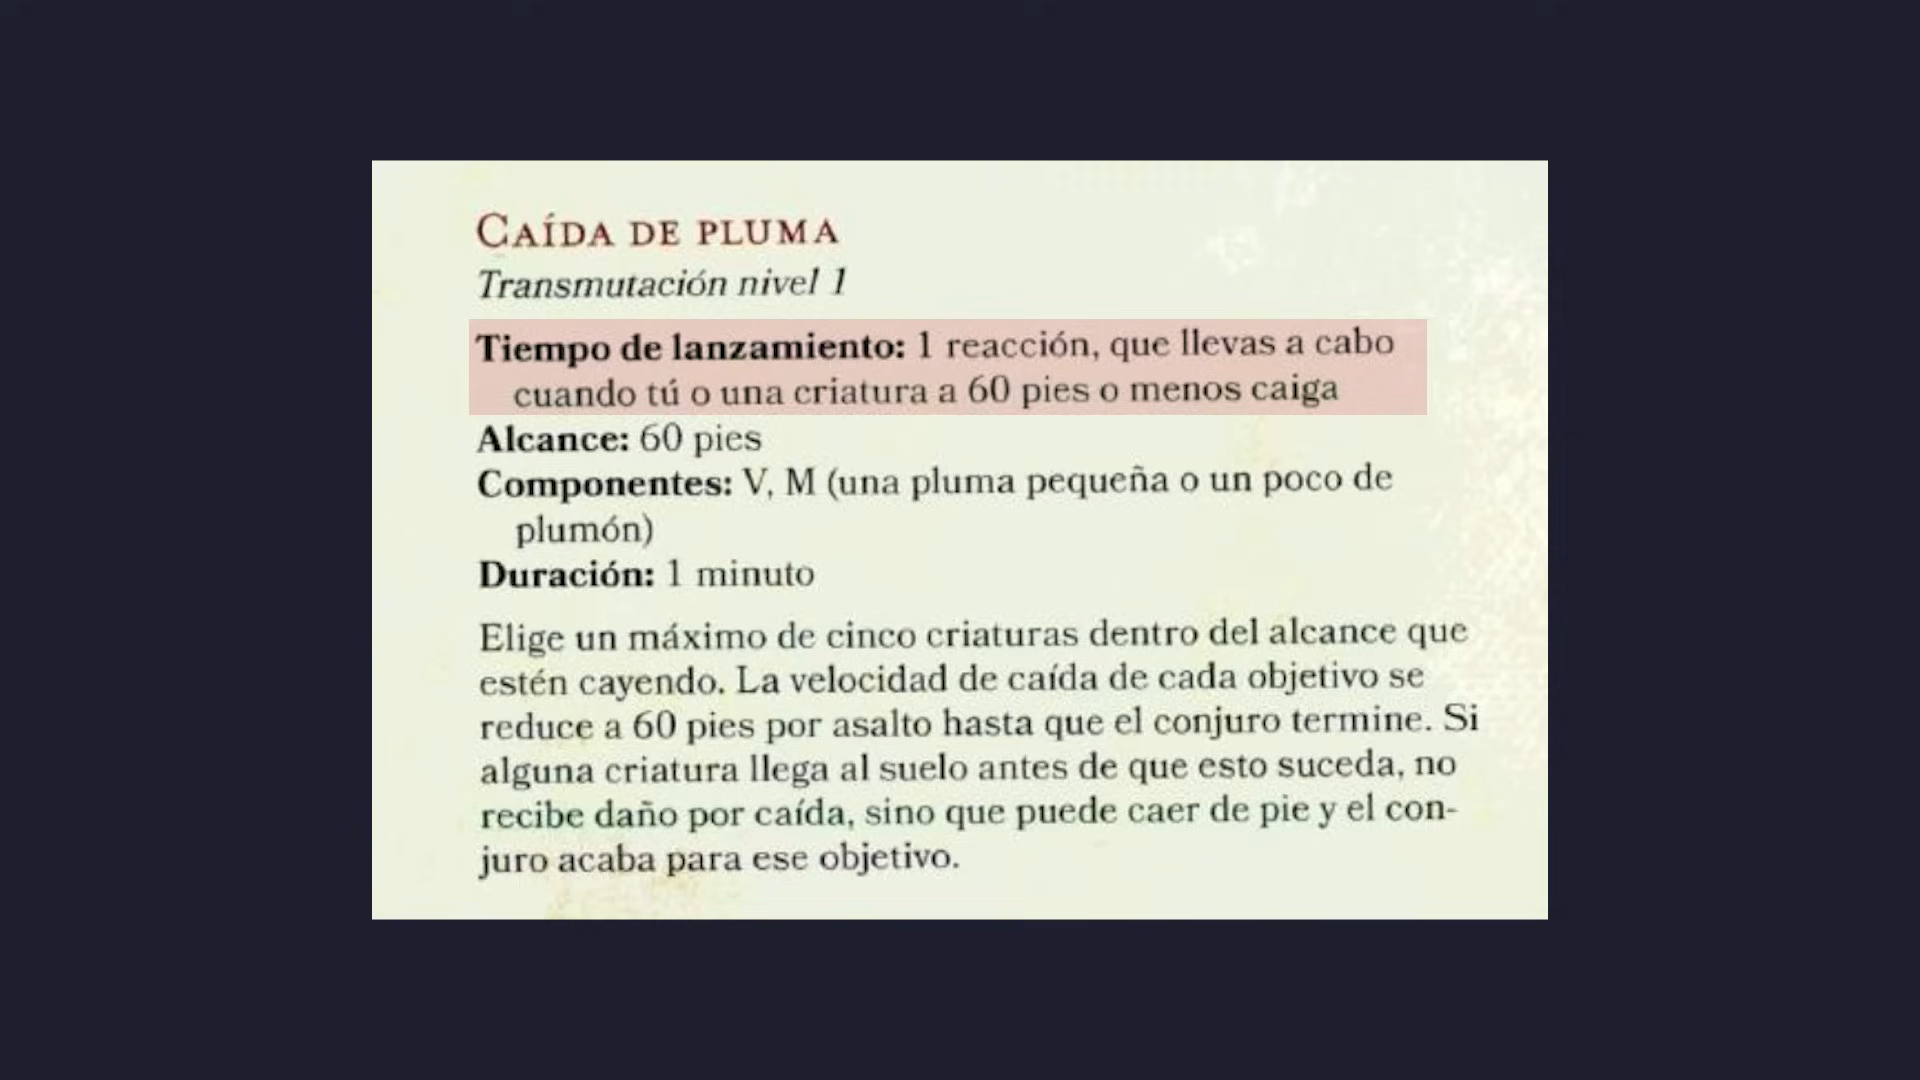 CAÍDA DE PLUMA
Transmutación nivel 1
Tiempo de lanzamiento: 1 reacción, que llevas a cabo
cuando tú o una criatura a 60 pies o menos caiga
Alcance: 60 pies
Componentes: V, M (una pluma pequeña o un poco de
plumón)
Duración: 1 minuto
Elige un máximo de cinco criaturas dentro del alcance que
estén cayendo. La velocidad de caída de cada objetivo se
reduce a 60 pies por asalto hasta que el conjuro termine. Si
alguna criatura llega al suelo antes de que esto suceda, no
recibe daño por caída, sino que puede caer de pie y el con-
juro acaba para ese objetivo.